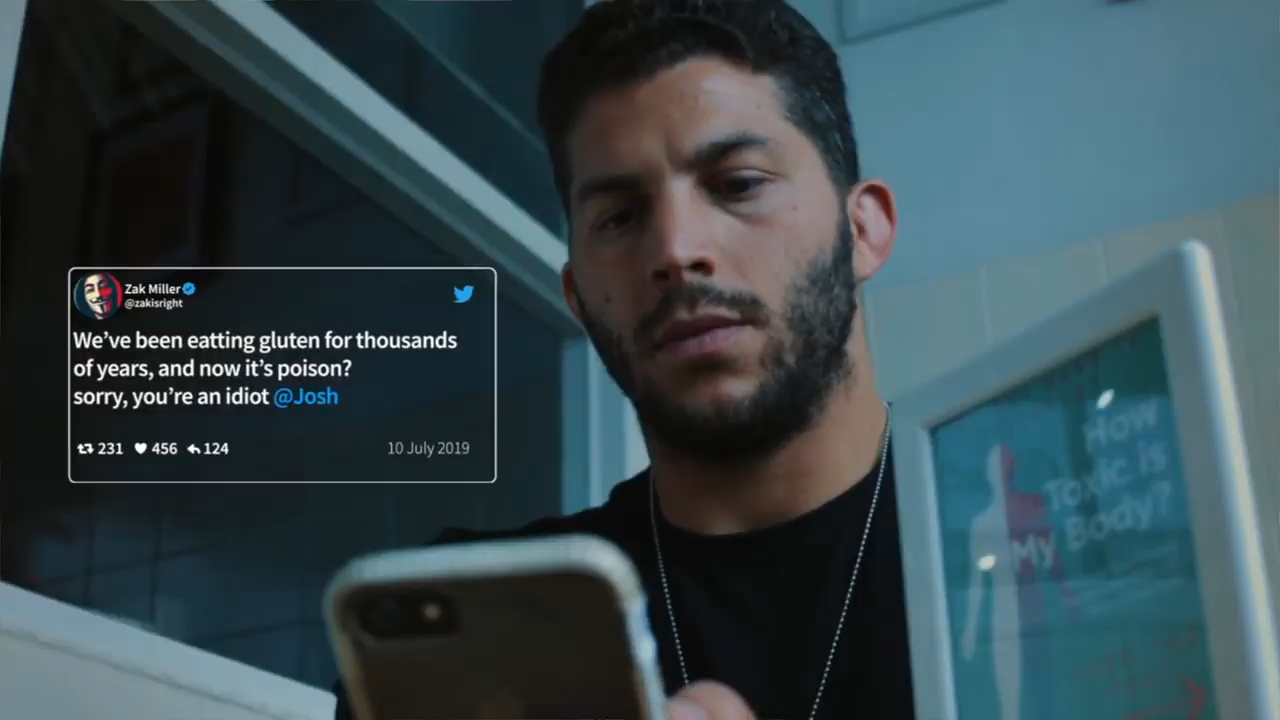 Zak Miller
@zakisright
We've been eatting gluten for thousands
of years, and now it's poison?
sorry, you're an idiot @Josh
231 456 124
10 July 2019
How
Toxic is
My Body?